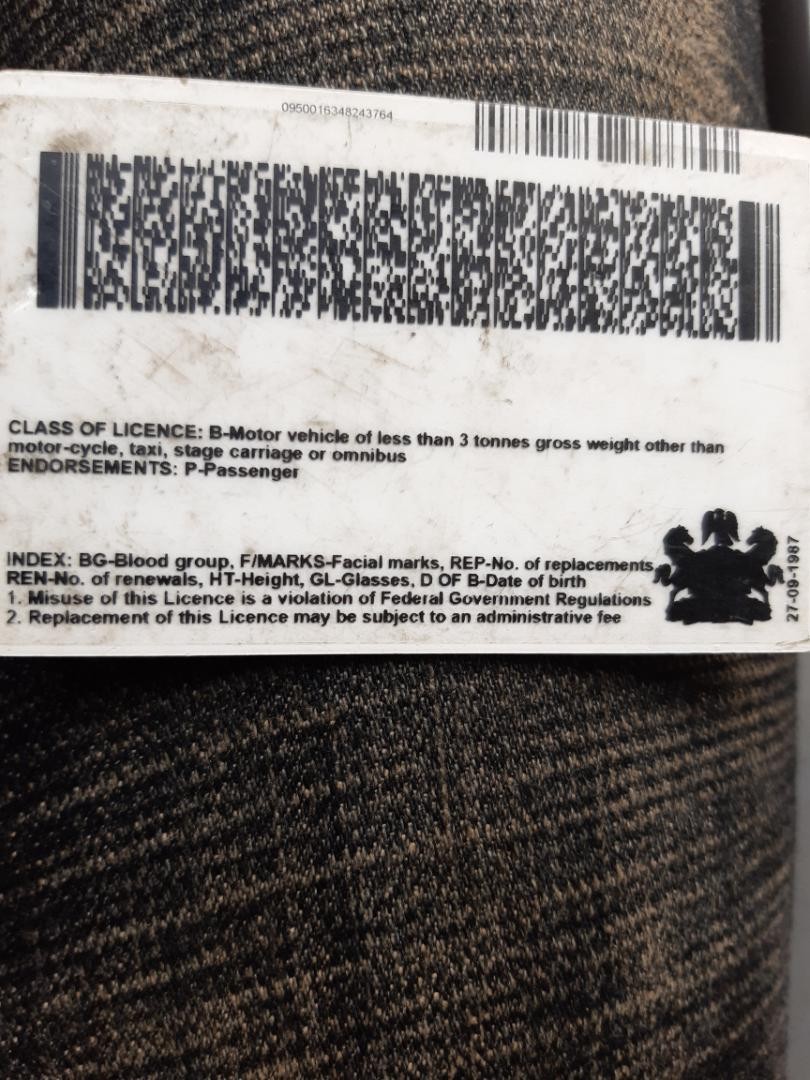 0950016348243764
CLASS OF LICENCE: B-Motor vehicle of less than 3 tonnes gross weight other than
motor-cycle, taxi, stage carriage or omnibus
ENDORSEMENTS: P-Passenger
INDEX: BG-Blood group, F/MARKS-Facial marks, REP-No. of replacements,
REN-No. of renewals, HT-Height, GL-Glasses, D OF B-Date of birth
1. Misuse of this Licence is a violation of Federal Government Regulations
2. Replacement of this Licence may be subject to an administrative fee
27-09-1987